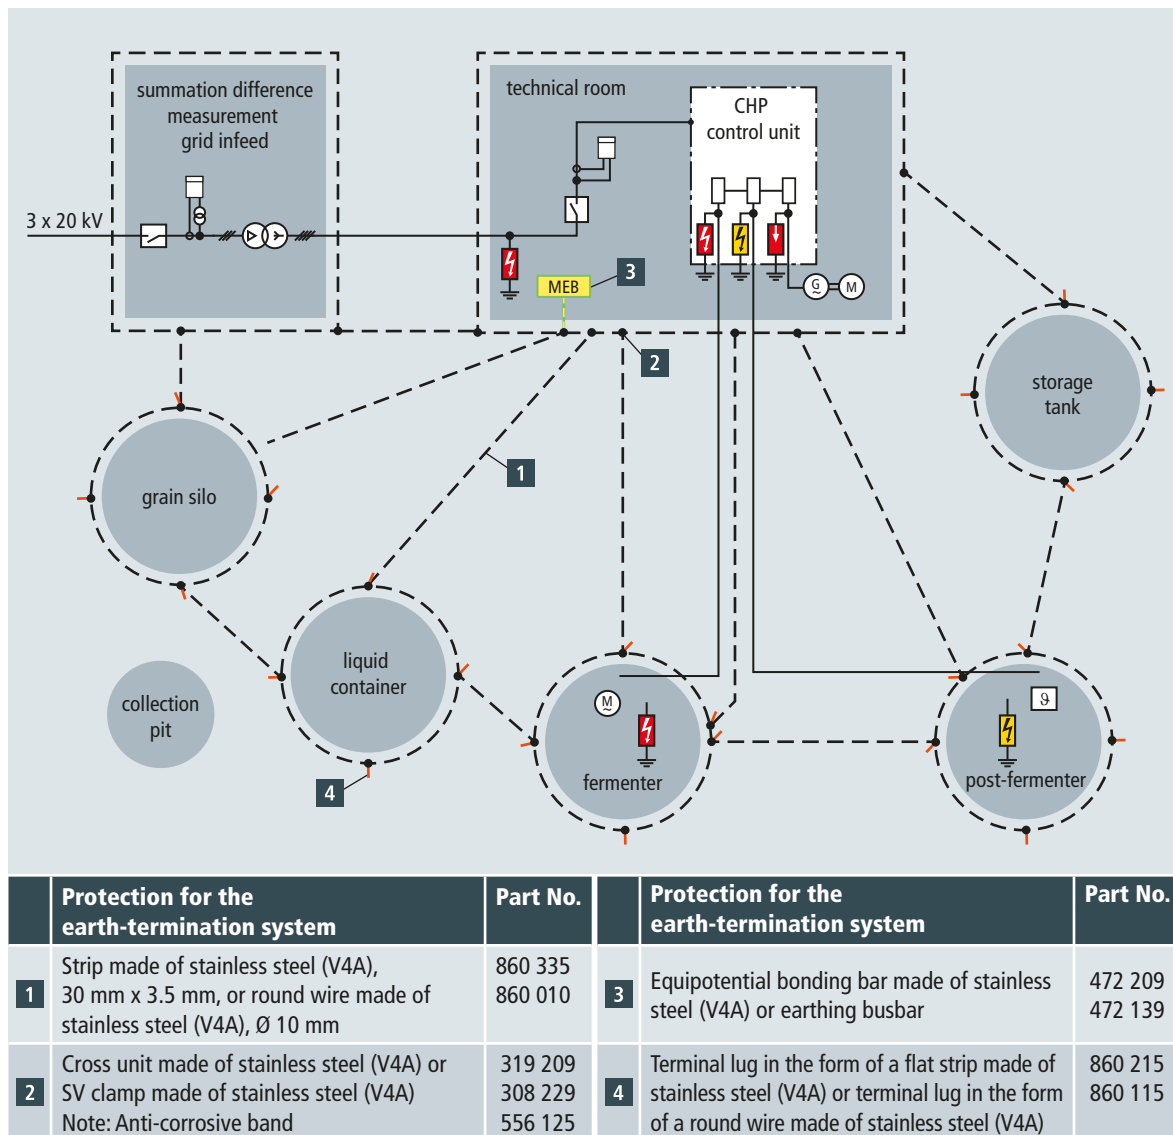 summation difference
measurement
grid infeed
technical room
CHP
control unit
3 x 20 kV
MEB
3
G
~
M
2
storage
tank
1
grain silo
liquid
container
collection
pit
M
~
ϑ
fermenter
post-fermenter
4
Protection for the
earth-termination system
Part No.
Protection for the
earth-termination system
Part No.
1
Strip made of stainless steel (V4A),
30 mm x 3.5 mm, or round wire made of
stainless steel (V4A), Ø 10 mm
860 335
860 010
3
Equipotential bonding bar made of stainless
steel (V4A) or earthing busbar
472 209
472 139
2
Cross unit made of stainless steel (V4A) or
SV clamp made of stainless steel (V4A)
Note: Anti-corrosive band
319 209
308 229
556 125
4
Terminal lug in the form of a flat strip made of
stainless steel (V4A) or terminal lug in the form
of a round wire made of stainless steel (V4A)
860 215
860 115